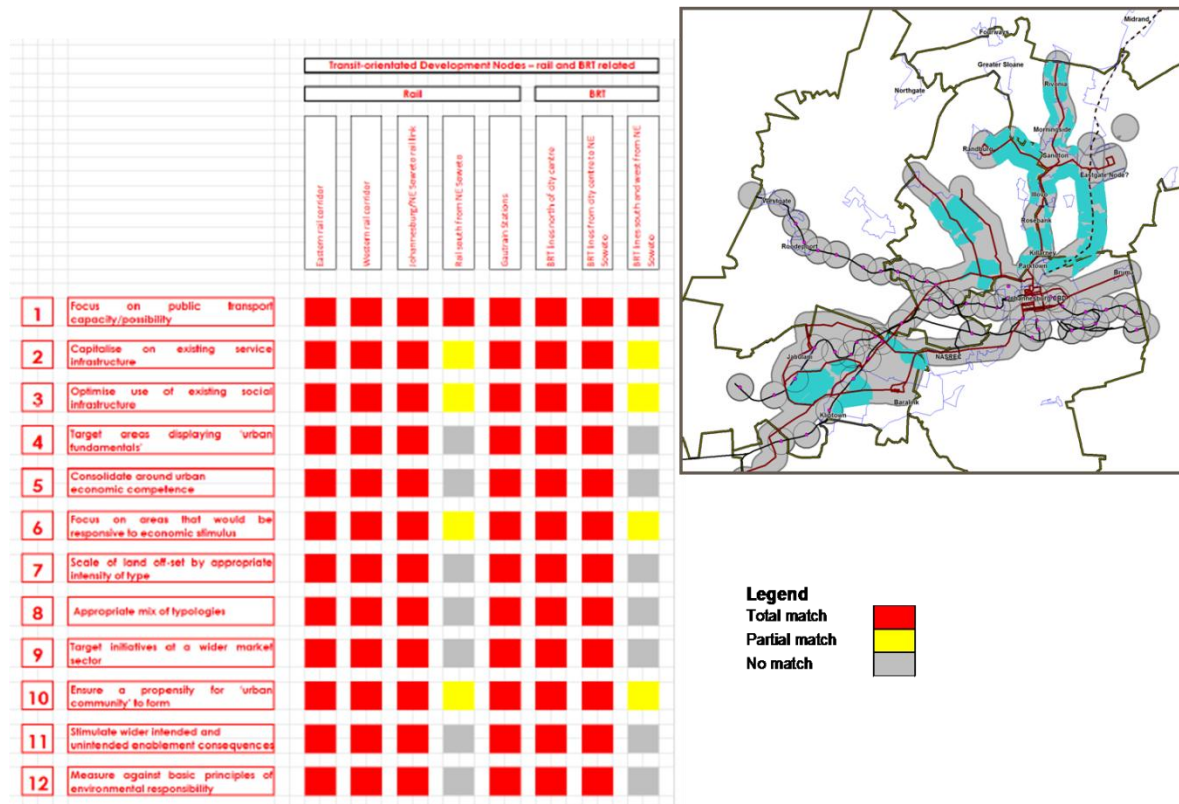 Transit-orientated Development Nodes – rail and BRT related
Rail
BRT
Eastern rail corridor
Western rail corridor
Johannesburg/NE Soweto rail link
Rail south from NE Soweto
Gautrain Stations
BRT lines north of city centre
BRT lines from city centre to NE
Soweto
BRT lines south and west from NE
Soweto
1
Focus on public transport
capacity/possibility
2
Capitalise on existing service
infrastructure
3
Optimise use of existing social
infrastructure
4
Target areas displaying 'urban
fundamentals'
5
Consolidate around urban
economic competence
6
Focus on areas that would be
responsive to economic stimulus
7
Scale of land off-set by appropriate
intensity of type
8
Appropriate mix of typologies
9
Target initiatives at a wider market
sector
10
Ensure a propensity for 'urban
community' to form
11
Stimulate wider intended and
unintended enablement consequences
12
Measure against basic principles of
environmental responsibility
Midrand
Fourways
Greater Sloane
Northgate
Rivonia
Morningside
Randburg
Sandton
Eastgate Node?
Rosebank
Westgate
Roodepoort
Killarney
Parktown
Bruma
Johannesburg CBD
NASREC
Jabulani
Baralink
Kliptown
Legend
Total match
Partial match
No match